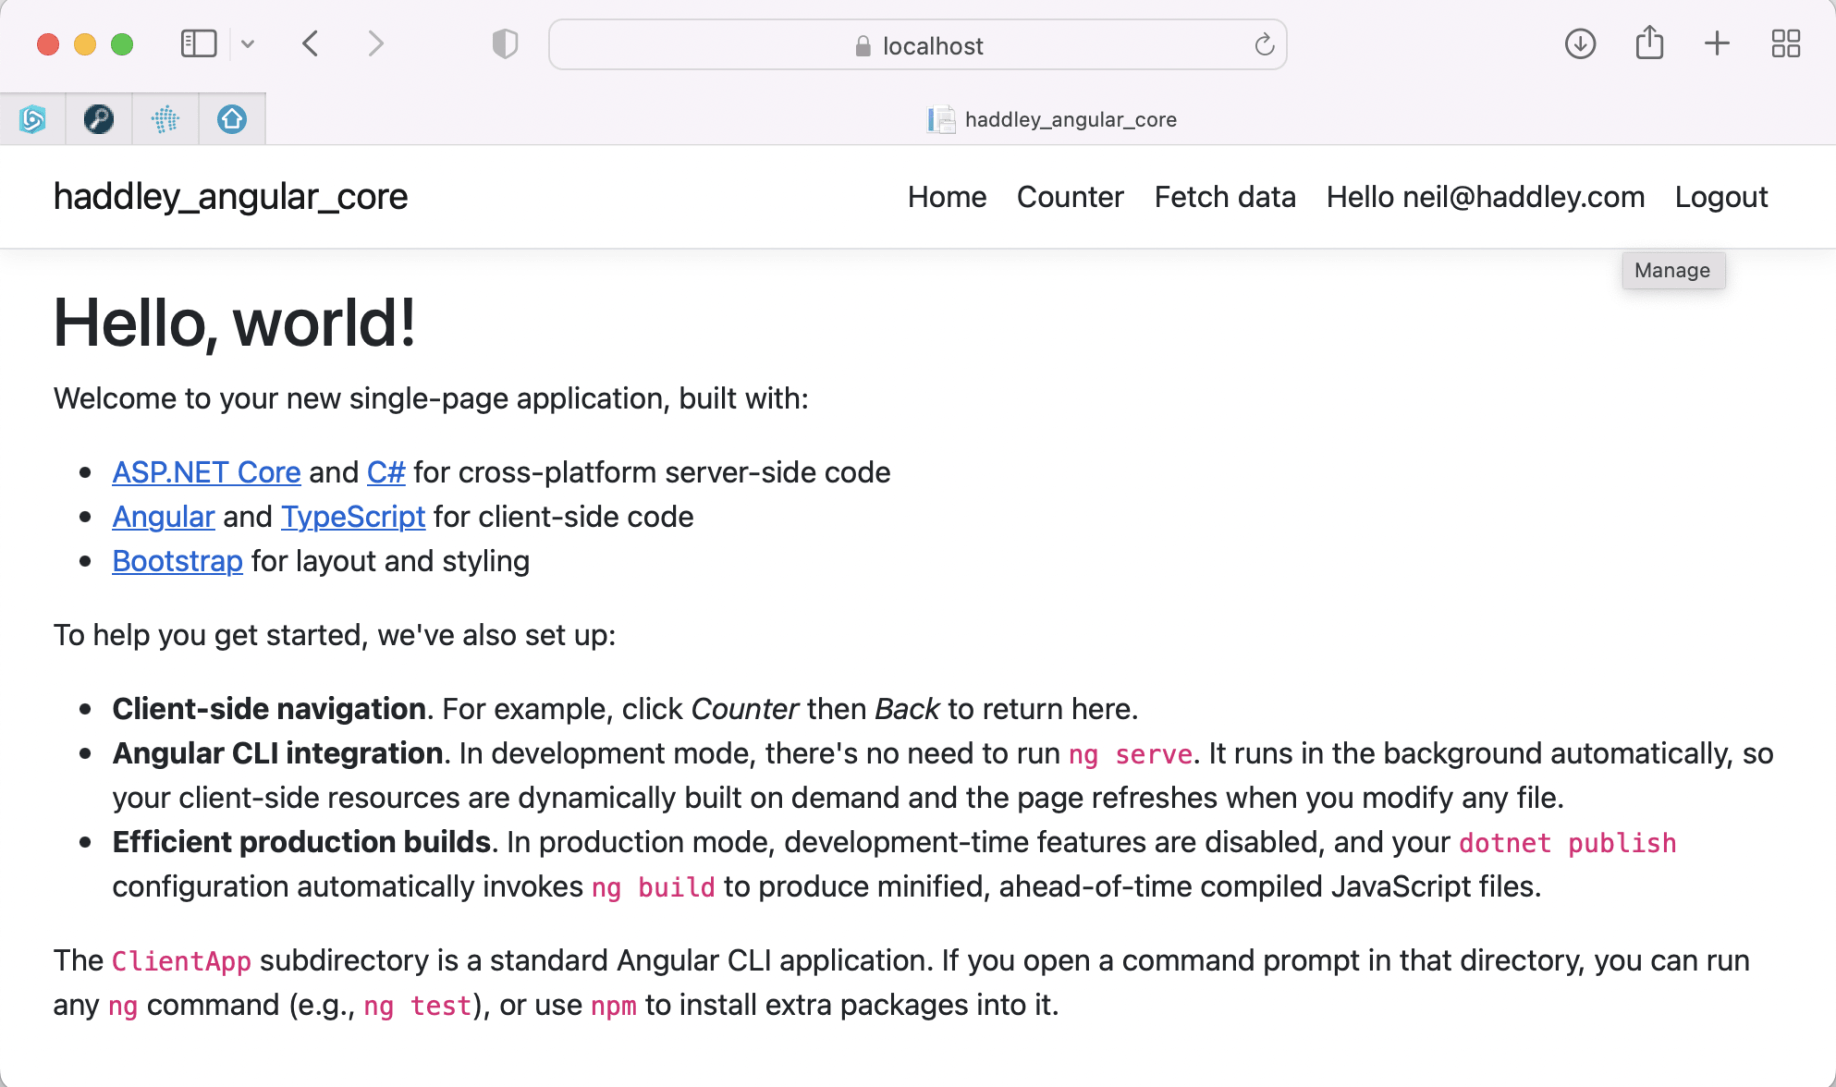 localhost
haddley_angular_core
haddley_angular_core Home Counter Fetch data Hello neil@haddley.com Logout
Manage
Hello, world!
Welcome to your new single-page application, built with:
• ASP.NET Core and C# for cross-platform server-side code
• Angular and TypeScript for client-side code
• Bootstrap for layout and styling
To help you get started, we've also set up:
• Client-side navigation. For example, click Counter then Back to return here.
• Angular CLI integration. In development mode, there's no need to run ng serve. It runs in the background automatically, so
your client-side resources are dynamically built on demand and the page refreshes when you modify any file.
• Efficient production builds. In production mode, development-time features are disabled, and your dotnet publish
configuration automatically invokes ng build to produce minified, ahead-of-time compiled JavaScript files.
The ClientApp subdirectory is a standard Angular CLI application. If you open a command prompt in that directory, you can run
any ng command (e.g., ng test), or use npm to install extra packages into it.